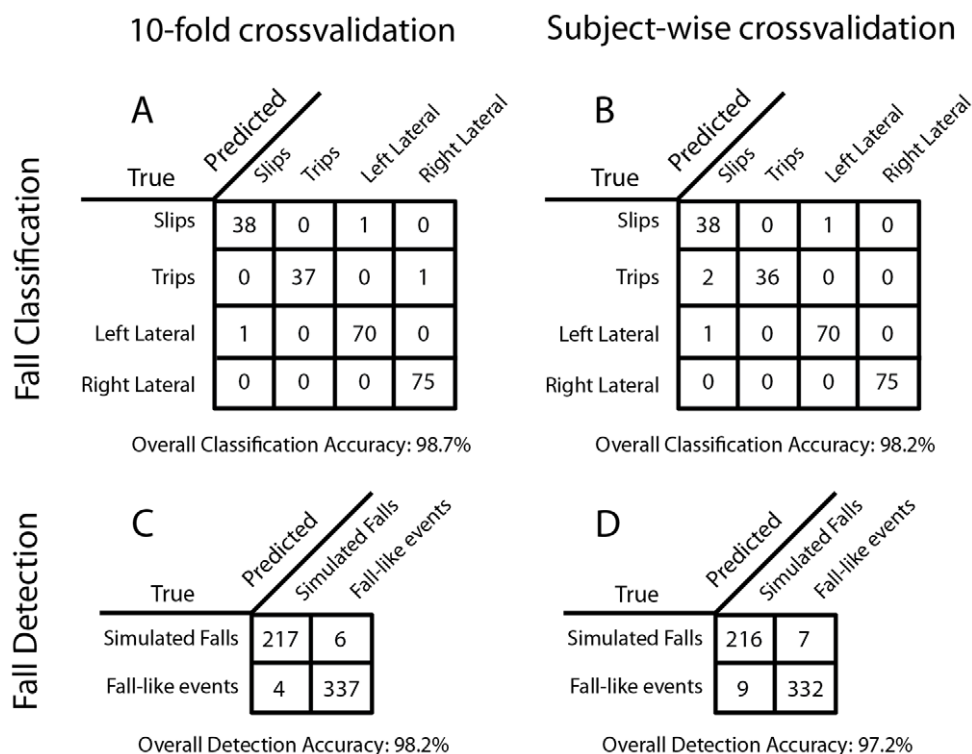 10-fold crossvalidation
Subject-wise crossvalidation
Fall Classification
A
Predicted
True
Slips
Trips
Left Lateral
Right Lateral
Slips 38 0 1 0
Trips 0 37 0 1
Left Lateral 1 0 70 0
Right Lateral 0 0 0 75
Overall Classification Accuracy: 98.7%
B
Predicted
True
Slips
Trips
Left Lateral
Right Lateral
Slips 38 0 1 0
Trips 2 36 0 0
Left Lateral 1 0 70 0
Right Lateral 0 0 0 75
Overall Classification Accuracy: 98.2%
Fall Detection
C
Predicted
True
Simulated Falls
Fall-like events
Simulated Falls 217 6
Fall-like events 4 337
Overall Detection Accuracy: 98.2%
D
Predicted
True
Simulated Falls
Fall-like events
Simulated Falls 216 7
Fall-like events 9 332
Overall Detection Accuracy: 97.2%